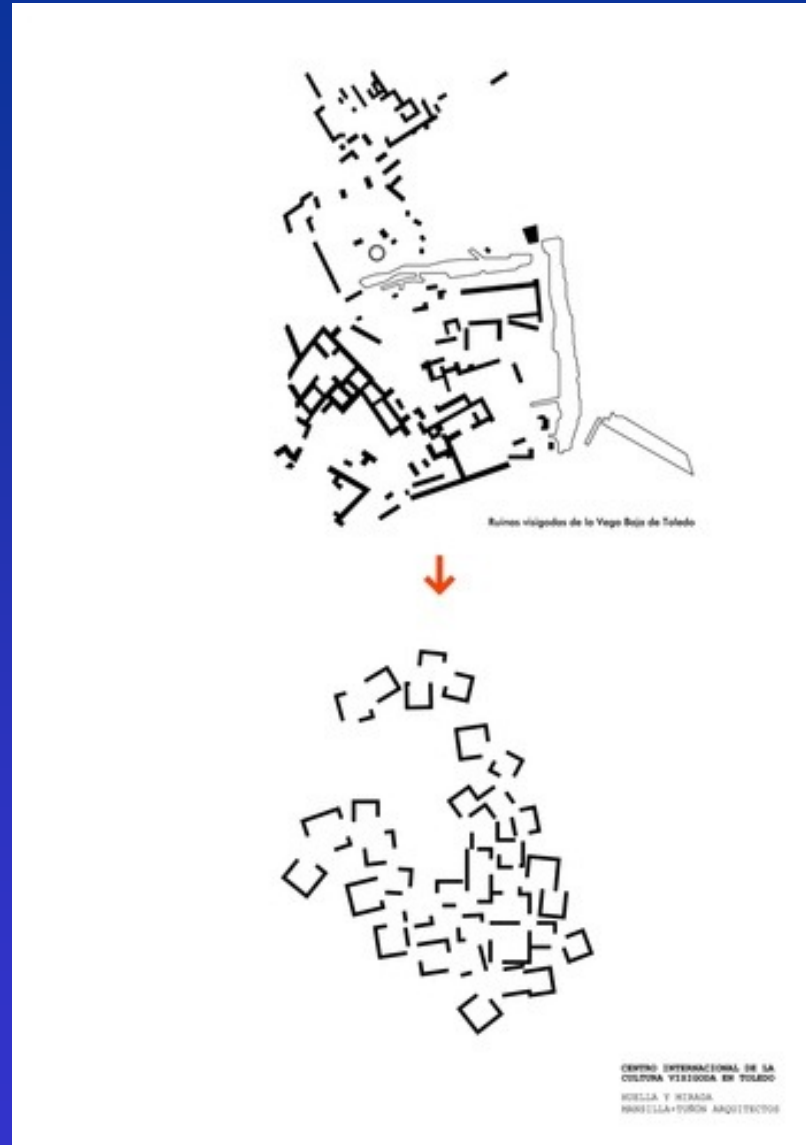 Ruinas visigodas de la Vega Baja de Toledo
CENTRO INTERNACIONAL DE LA
CULTURA VISIGODA EN TOLEDO
HUELLA Y MIRADA
MANSILLA+TUÑÓN ARQUITECTOS